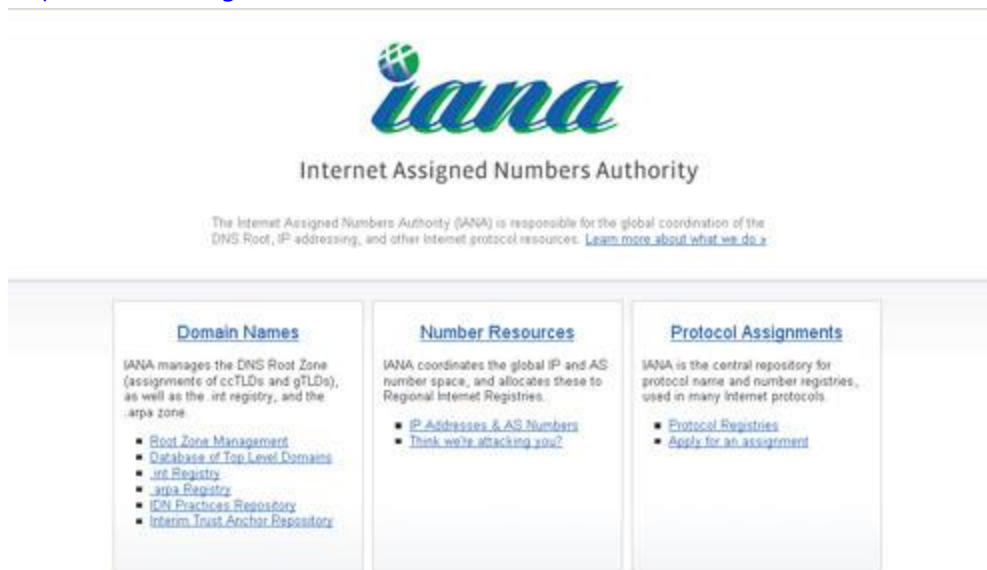 iana
Internet Assigned Numbers Authority
The Internet Assigned Numbers Authority (IANA) is responsible for the global coordination of the
DNS Root, IP addressing, and other Internet protocol resources. Learn more about what we do »
Domain Names
IANA manages the DNS Root Zone
(assignments of ccTLDs and gTLDs),
as well as the .int registry, and the
.arpa zone.
Root Zone Management
Database of Top Level Domains
.int Registry
.arpa Registry
IDN Practices Repository
Interim Trust Anchor Repository
Number Resources
IANA coordinates the global IP and AS
number space, and allocates these to
Regional Internet Registries.
IP Addresses & AS Numbers
Think we're attacking you?
Protocol Assignments
IANA is the central repository for
protocol name and number registries,
used in many Internet protocols.
Protocol Registries
Apply for an assignment